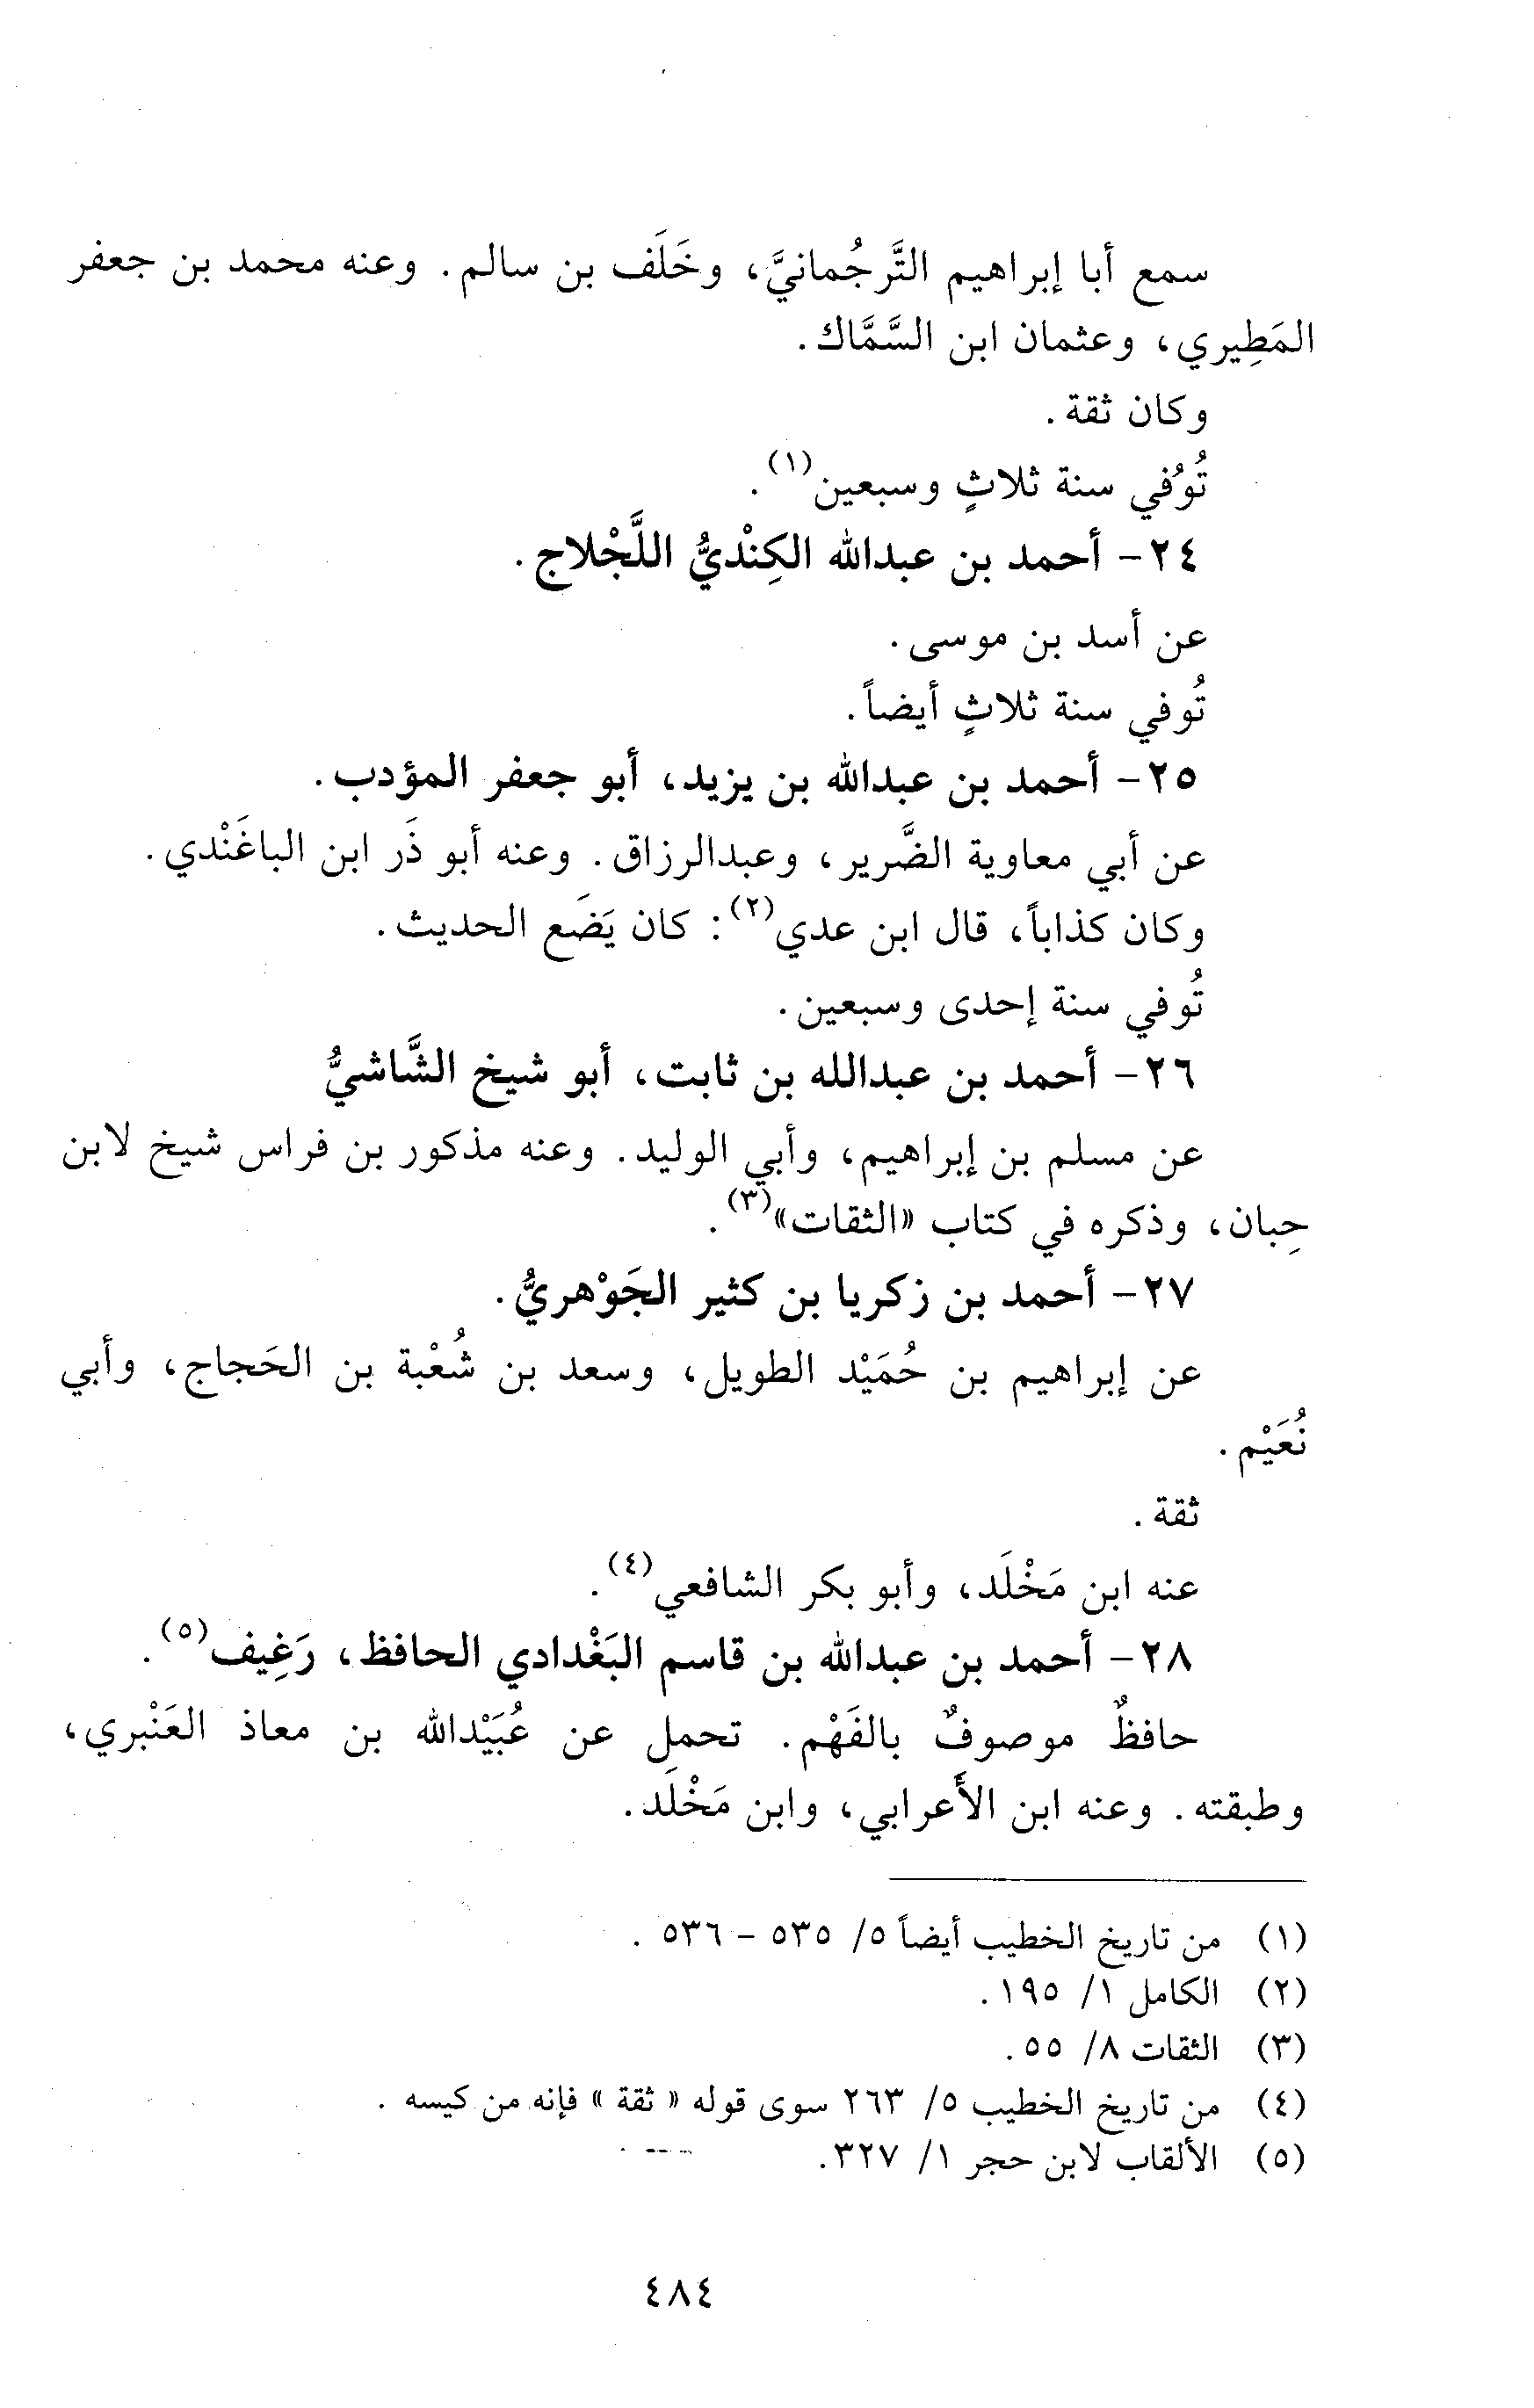 سمع أبا إبراهيم التَّرجُمانيَّ، وخَلَف بن سالم. وعنه محمد بن جعفر
المَطِيري، وعثمان ابن السَّمَّاك.
وكان ثقة.
تُوُفي سنة ثلاثٍ وسبعين(١).
٢٤- أحمد بن عبدالله الكِنْديُّ اللَّجْلاج.
عن أسد بن موسى.
تُوفي سنة ثلاثٍ أيضاً.
٢٥- أحمد بن عبدالله بن يزيد، أبو جعفر المؤدب.
عن أبي معاوية الضَّرير، وعبدالرزاق. وعنه أبو ذَر ابن الباغَنْدي.
وكان كذاباً، قال ابن عدي(٢): كان يَضَع الحديث.
تُوفي سنة إحدى وسبعين.
٢٦- أحمد بن عبدالله بن ثابت، أبو شيخ الشَّاشيُّ
عن مسلم بن إبراهيم، وأبي الوليد. وعنه مذكور بن فراس شيخ لابن
حِبان، وذكره في كتاب «الثقات»(٣).
٢٧- أحمد بن زكريا بن كثير الجَوْهريُّ.
عن إبراهيم بن حُمَيْد الطويل، وسعد بن شُعْبة بن الحَجاج، وأبي
نُعَيْم.
ثقة.
عنه ابن مَخْلَد، وأبو بكر الشافعي(٤).
٢٨- أحمد بن عبدالله بن قاسم البَغْدادي الحافظ، رَغِيف(٥).
حافظٌ موصوفٌ بالفَهْم. تحمل عن عُبَيْدالله بن معاذ العَنْبري،
وطبقته. وعنه ابن الأَعرابي، وابن مَخْلَد.
(١) من تاريخ الخطيب أيضاً ٥/ ٥٣٥ - ٥٣٦ .
(٢) الكامل ١/ ١٩٥.
(٣) الثقات ٨/ ٥٥.
(٤) من تاريخ الخطيب ٥/ ٢٦٣ سوى قوله « ثقة » فإنه من كيسه .
(٥) الألقاب لابن حجر ١/ ٣٢٧.
٤٨٤